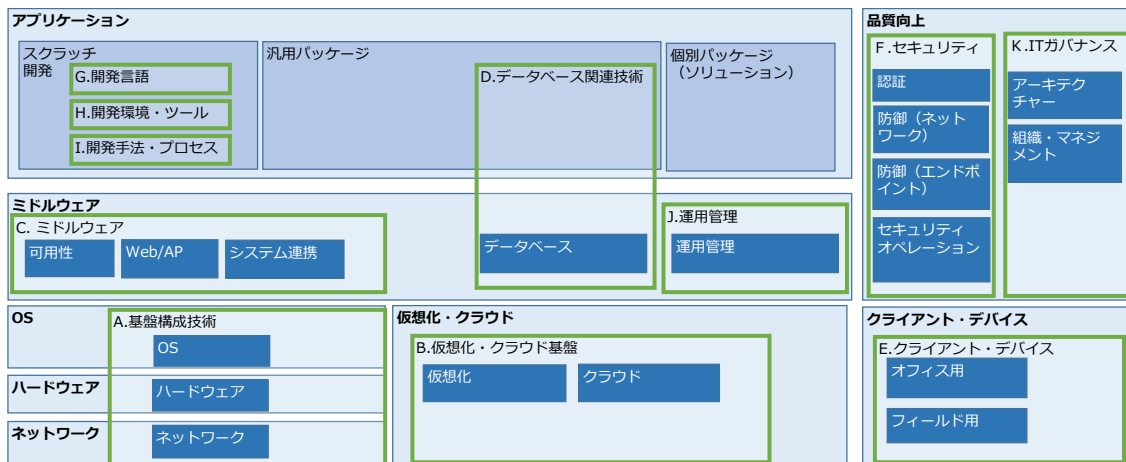 アプリケーション
スクラッチ
開発
G.開発言語
H.開発環境・ツール
I.開発手法・プロセス
汎用パッケージ
D.データベース関連技術
個別パッケージ
（ソリューション）
ミドルウェア
C. ミドルウェア
可用性
Web/AP
システム連携
データベース
J.運用管理
運用管理
OS
A.基盤構成技術
OS
ハードウェア
ハードウェア
ネットワーク
ネットワーク
仮想化・クラウド
B.仮想化・クラウド基盤
仮想化
クラウド
品質向上
F.セキュリティ
認証
防御（ネット
ワーク）
防御（エンドポ
イント）
セキュリティ
オペレーション
K.ITガバナンス
アーキテク
チャー
組織・マネジ
メント
クライアント・デバイス
E.クライアント・デバイス
オフィス用
フィールド用